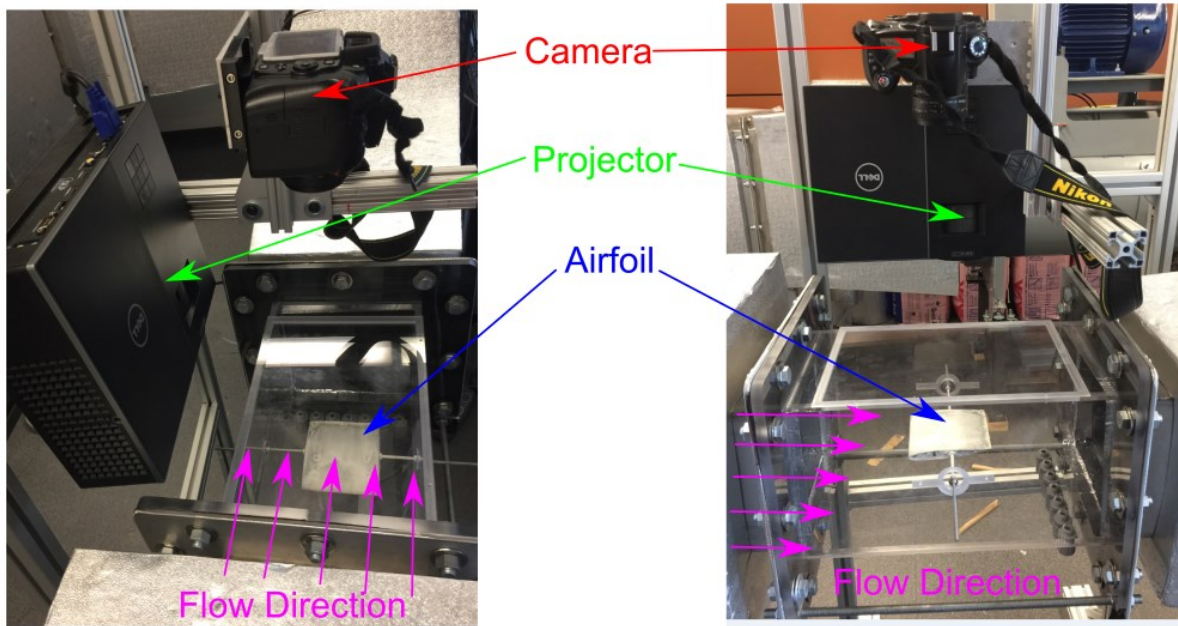 Camera
Projector
Airfoil
Flow Direction
Flow Direction
DELL
DELL
Nikon